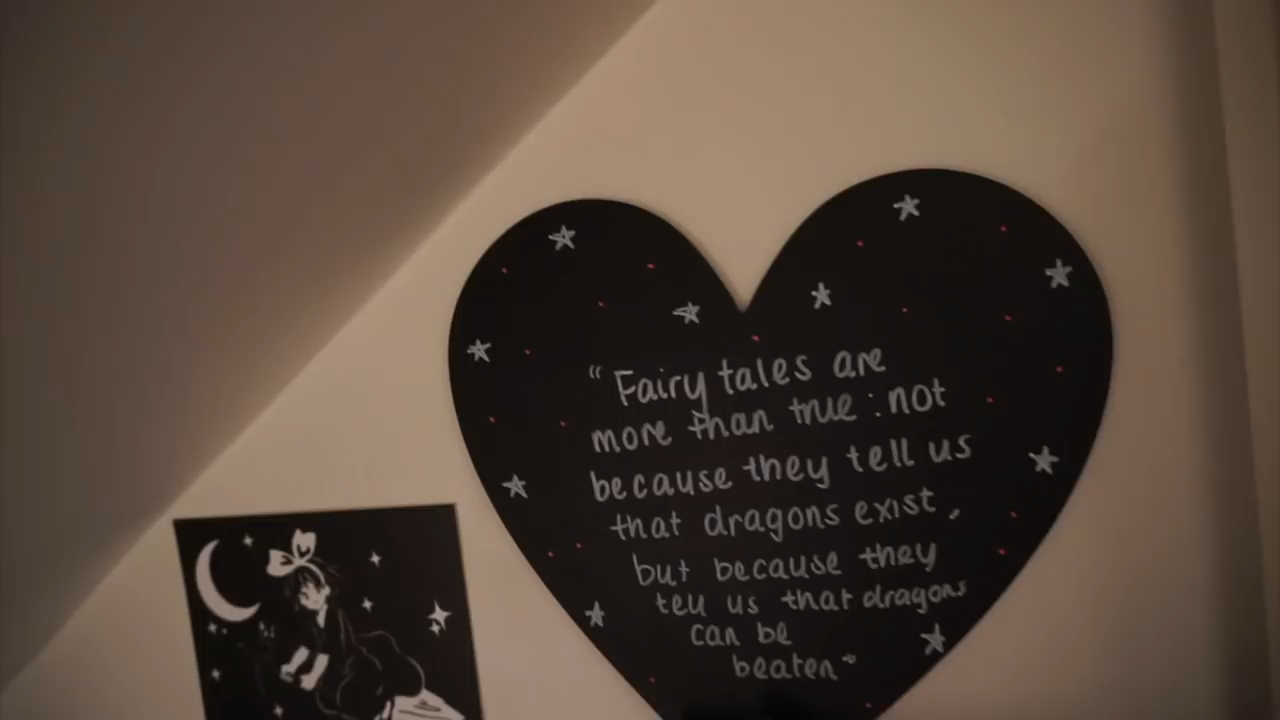 “ Fairy tales are
more than true : not
because they tell us
that dragons exist ,
but because they
tell us that dragons
can be
beaten”